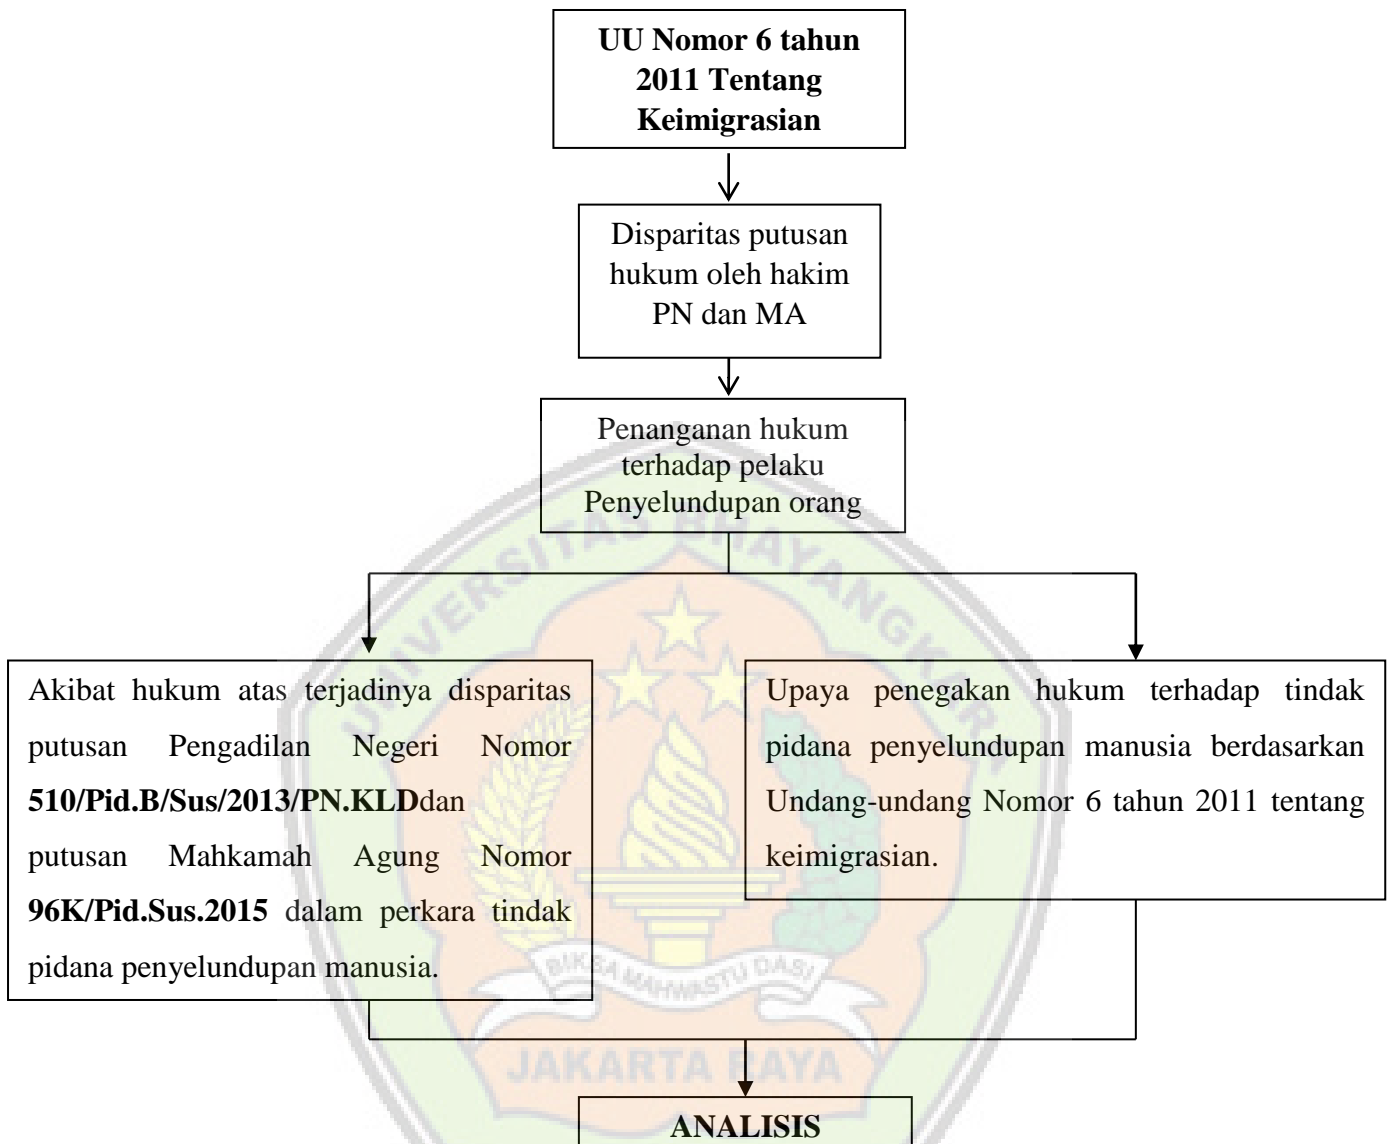 UU Nomor 6 tahun
2011 Tentang
Keimigrasian
Disparitas putusan
hukum oleh hakim
PN dan MA
Penanganan hukum
terhadap pelaku
Penyelundupan orang
UNIVERSITAS BHAYANGKARA
Akibat hukum atas terjadinya disparitas
putusan Pengadilan Negeri Nomor
510/Pid.B/Sus/2013/PN.KLDdan
putusan Mahkamah Agung Nomor
96K/Pid.Sus.2015 dalam perkara tindak
pidana penyelundupan manusia.
Upaya penegakan hukum terhadap tindak
pidana penyelundupan manusia berdasarkan
Undang-undang Nomor 6 tahun 2011 tentang
keimigrasian.
BIKSA MAHWASTU DASI
JAKARTA RAYA
ANALISIS